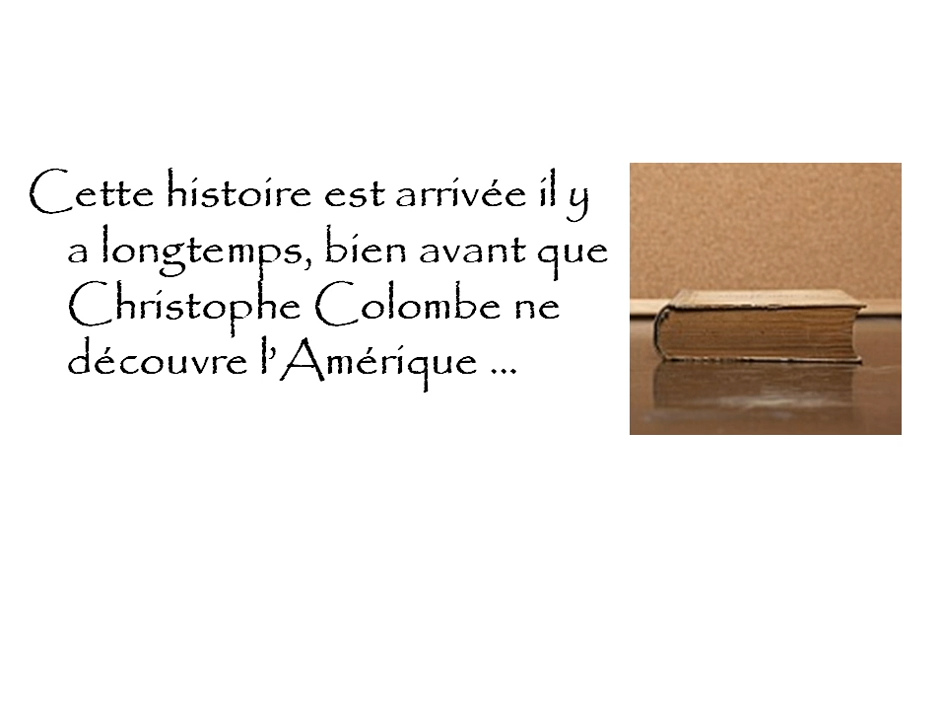 Cette histoire est arrivée il y
a longtemps, bien avant que
Christophe Colombe ne
découvre l’Amérique ...